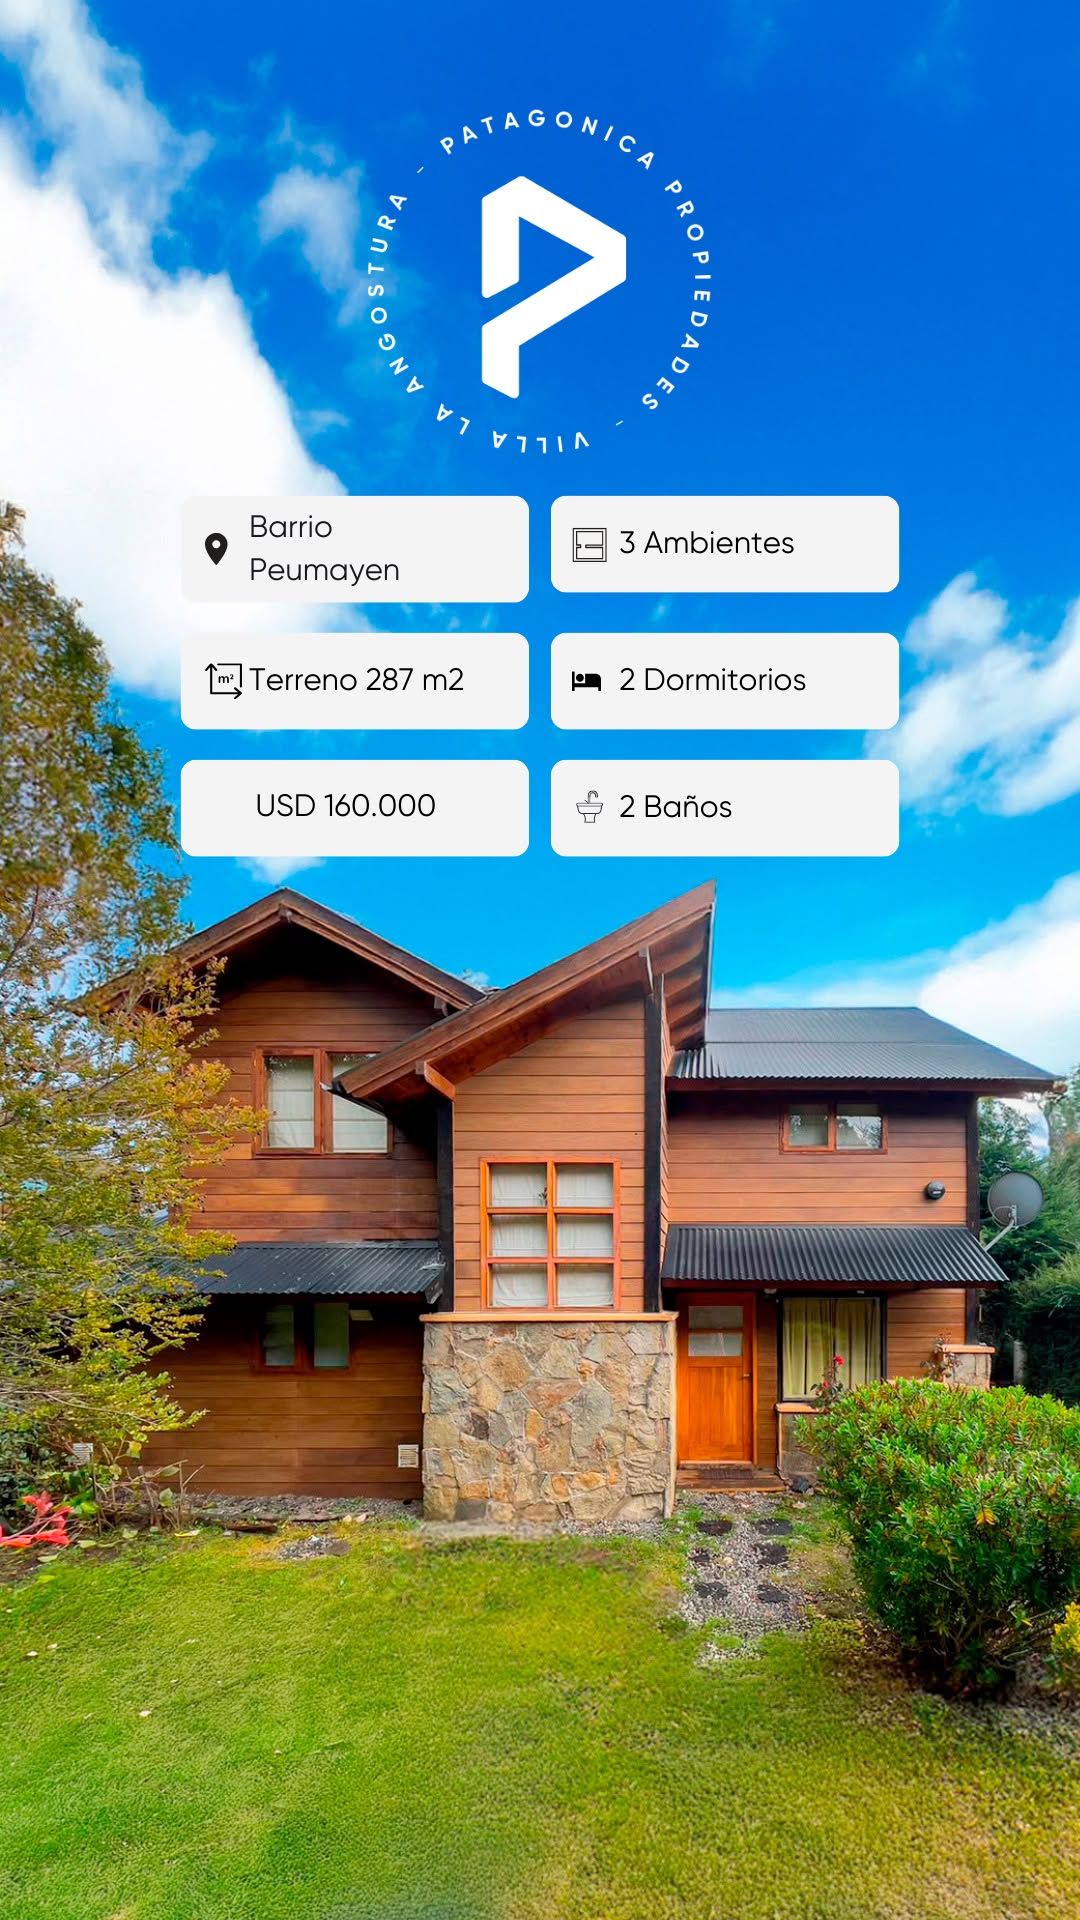 PATAGONICA PROPIEDADES - VILLA LA ANGOSTURA -
P
Barrio
Peumayen
3 Ambientes
m²
Terreno 287 m2
2 Dormitorios
USD 160.000
2 Baños